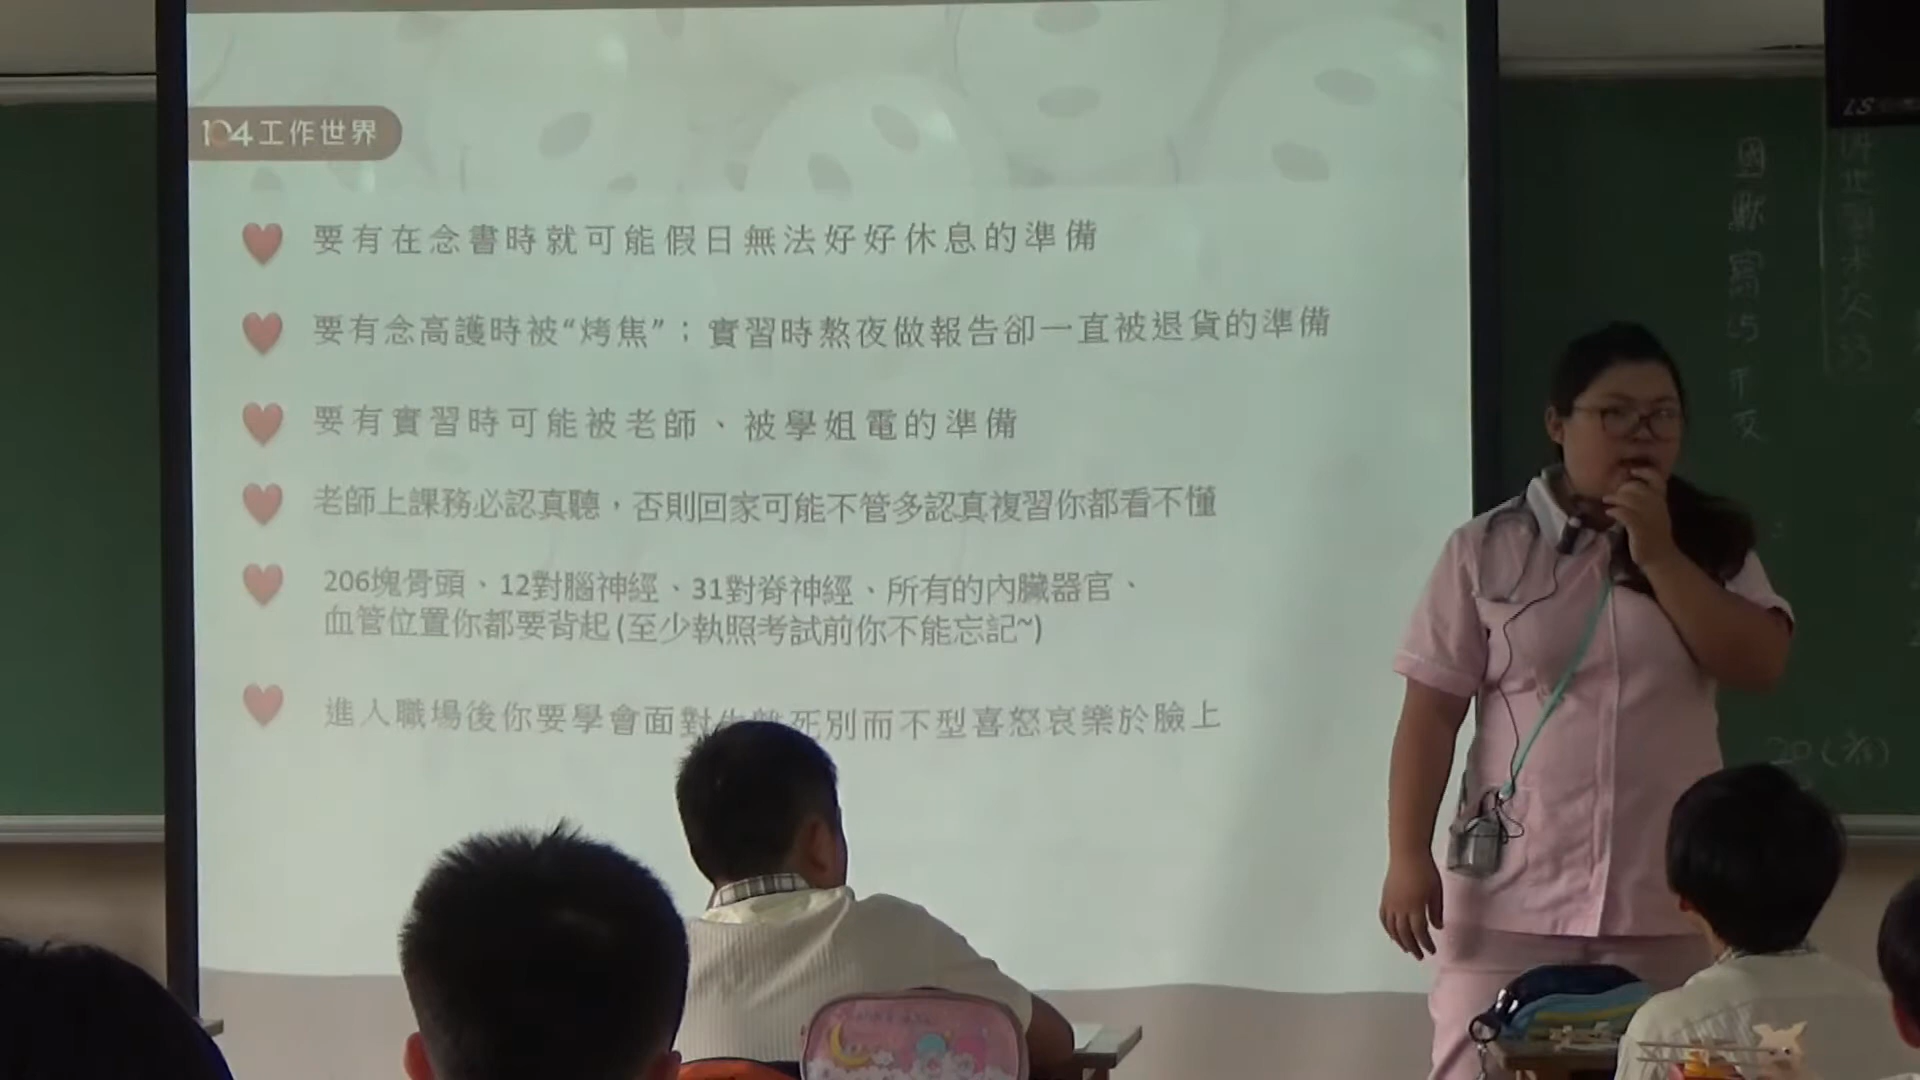 104工作世界
要有在念書時就可能假日無法好好休息的準備
要有念高護時被“烤焦”；實習時熬夜做報告卻一直被退貨的準備
要有實習時可能被老師、被學姐電的準備
老師上課務必認真聽，否則回家可能不管多認真複習你都看不懂
206塊骨頭、12對腦神經、31對脊神經、所有的內臟器官、
血管位置你都要背起(至少執照考試前你不能忘記~)
進入職場後你要學會面對生離死別而不型喜怒哀樂於臉上
國